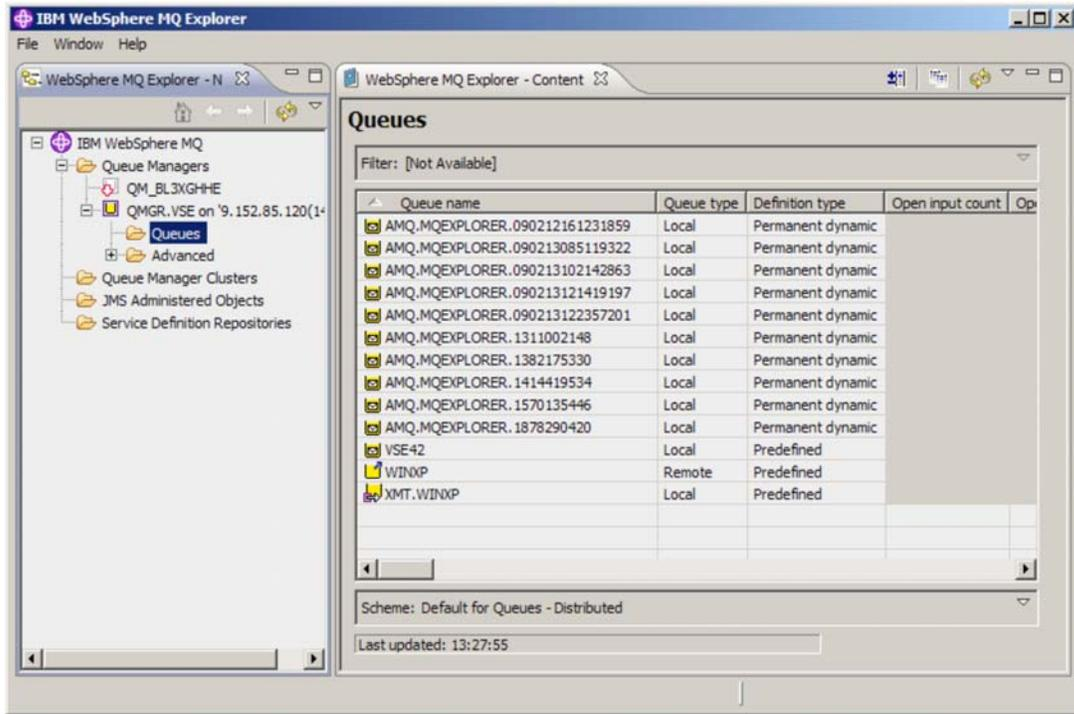 IBM WebSphere MQ Explorer
File Window Help
WebSphere MQ Explorer - N
WebSphere MQ Explorer - Content
IBM WebSphere MQ
Queue Managers
QM_BL3XGHHE
QMGR.VSE on '9.152.85.120(14
Queues
Advanced
Queue Manager Clusters
JMS Administered Objects
Service Definition Repositories
Queues
Filter: [Not Available]
Queue name Queue type Definition type Open input count Ope
AMQ.MQEXPLORER.090212161231859 Local Permanent dynamic
AMQ.MQEXPLORER.090213085119322 Local Permanent dynamic
AMQ.MQEXPLORER.090213102142863 Local Permanent dynamic
AMQ.MQEXPLORER.090213121419197 Local Permanent dynamic
AMQ.MQEXPLORER.090213122357201 Local Permanent dynamic
AMQ.MQEXPLORER.1311002148 Local Permanent dynamic
AMQ.MQEXPLORER.1382175330 Local Permanent dynamic
AMQ.MQEXPLORER.1414419534 Local Permanent dynamic
AMQ.MQEXPLORER.1570135446 Local Permanent dynamic
AMQ.MQEXPLORER.1878290420 Local Permanent dynamic
VSE42 Local Predefined
WINXP Remote Predefined
XMT.WINXP Local Predefined
Scheme: Default for Queues - Distributed
Last updated: 13:27:55